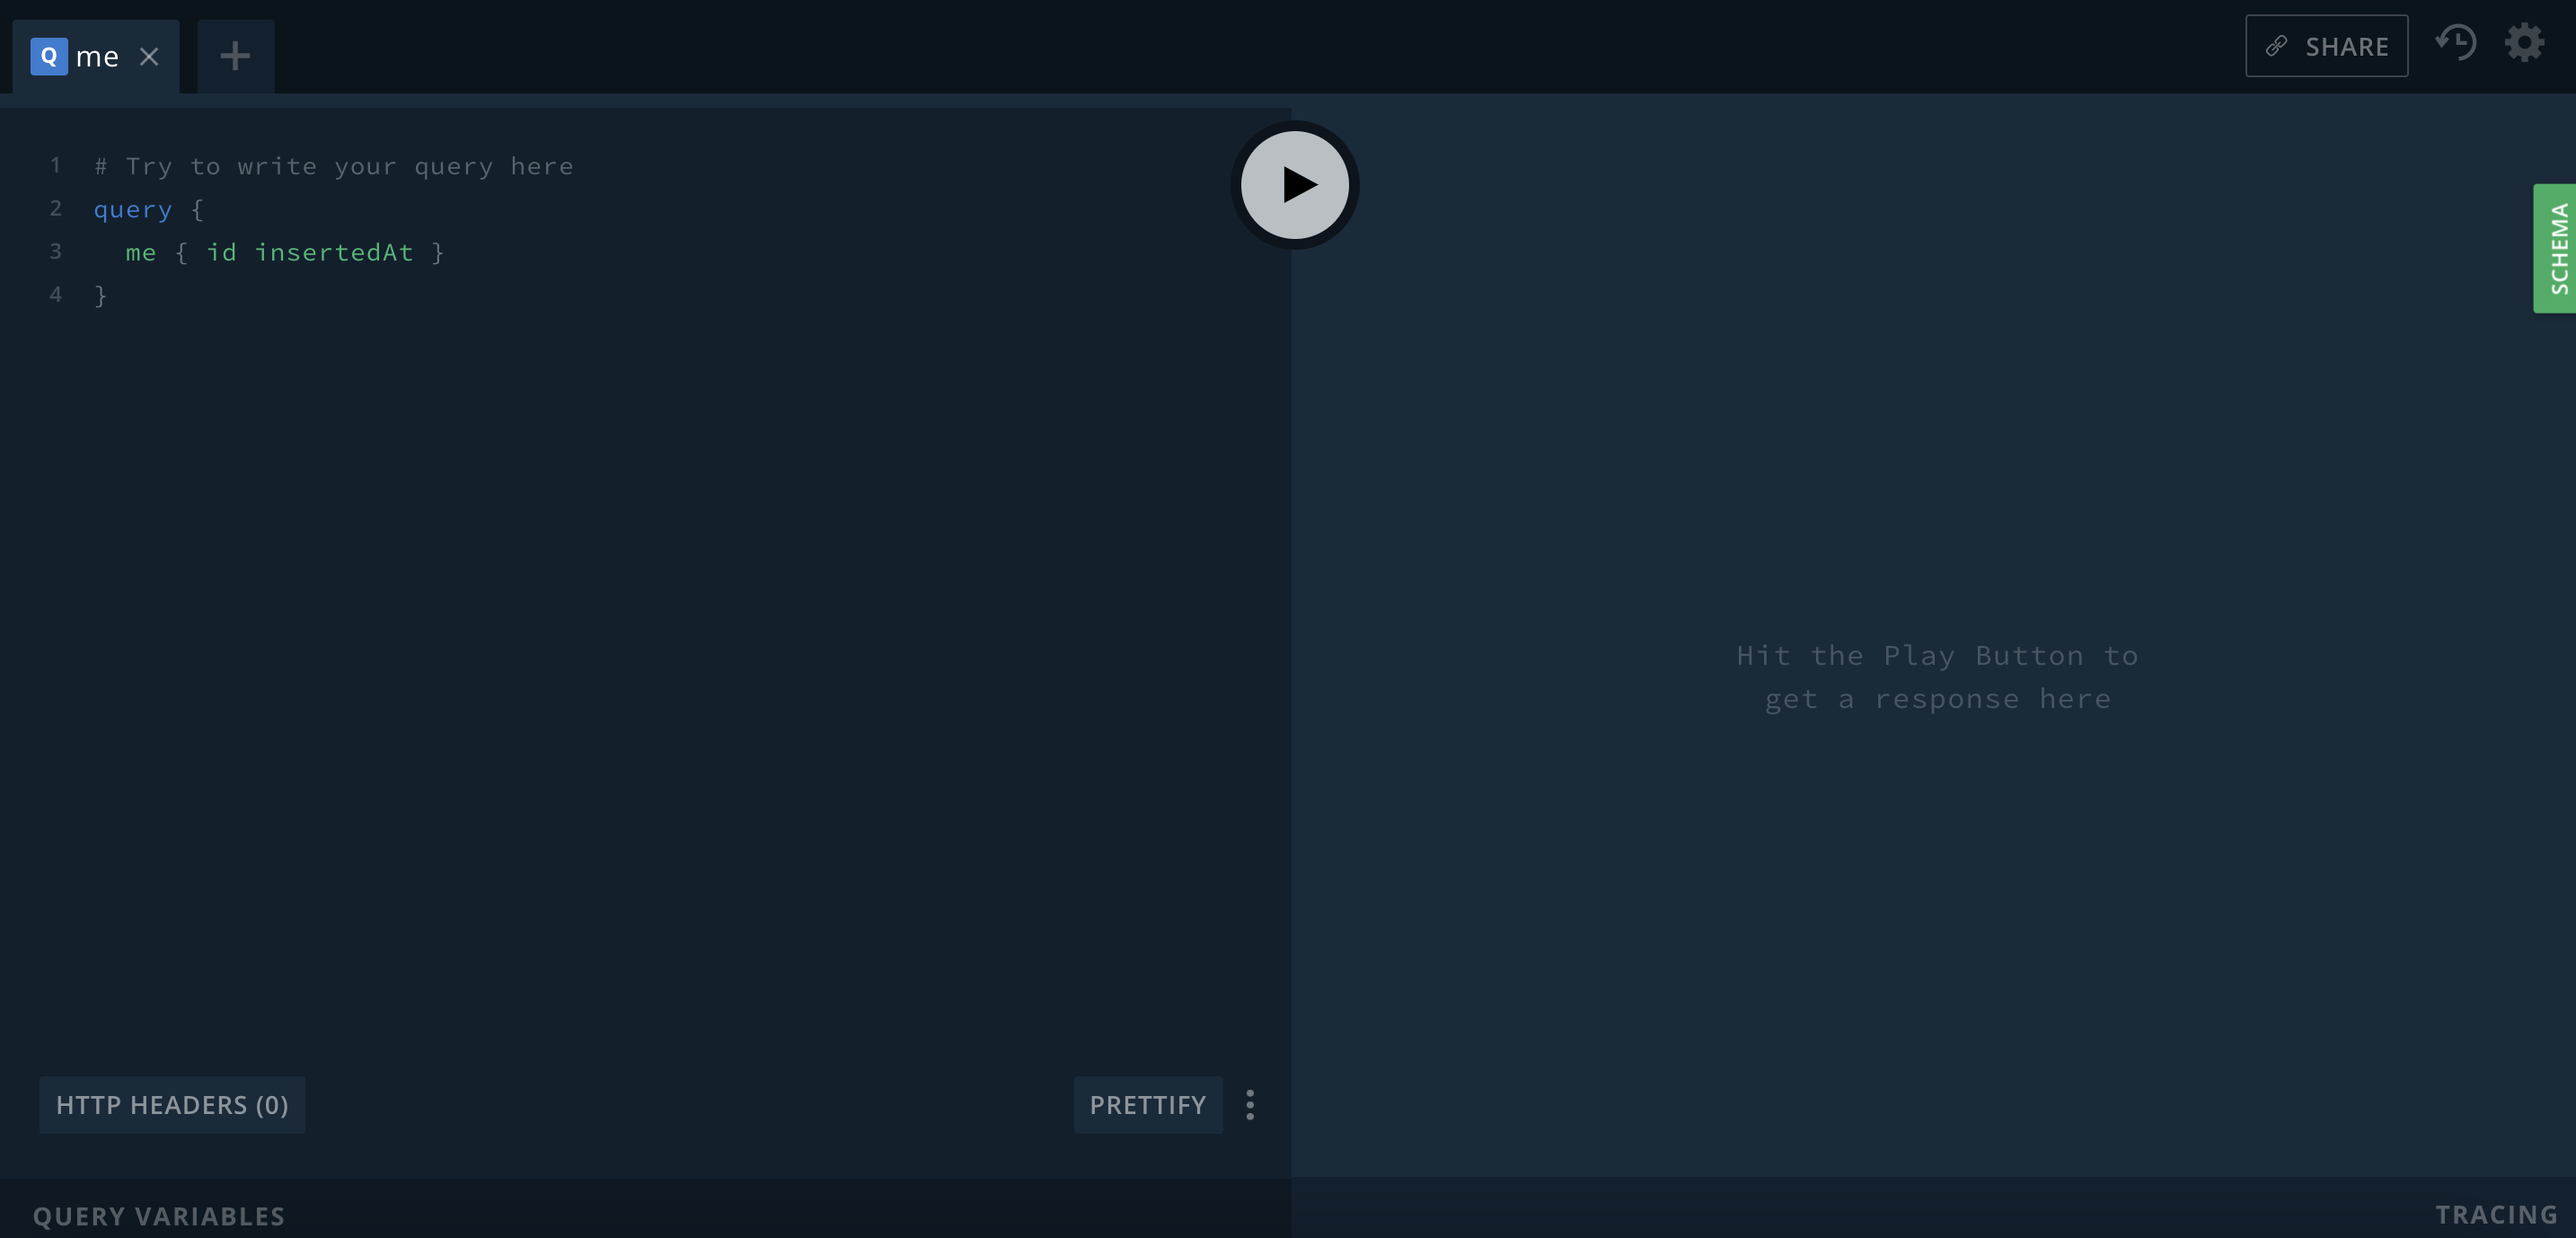 Q me
SHARE
1 # Try to write your query here
2 query {
3 me { id insertedAt }
4 }
SCHEMA
Hit the Play Button to
get a response here
HTTP HEADERS (0)
PRETTIFY
QUERY VARIABLES
TRACING